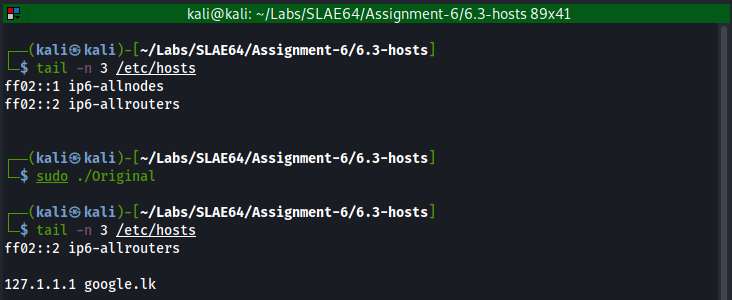 kali@kali: ~/Labs/SLAE64/Assignment-6/6.3-hosts 89x41
┌──(kali㉿kali)-[~/Labs/SLAE64/Assignment-6/6.3-hosts]
└─$ tail -n 3 /etc/hosts
ff02::1 ip6-allnodes
ff02::2 ip6-allrouters
┌──(kali㉿kali)-[~/Labs/SLAE64/Assignment-6/6.3-hosts]
└─$ sudo ./Original
┌──(kali㉿kali)-[~/Labs/SLAE64/Assignment-6/6.3-hosts]
└─$ tail -n 3 /etc/hosts
ff02::2 ip6-allrouters
127.1.1.1 google.lk